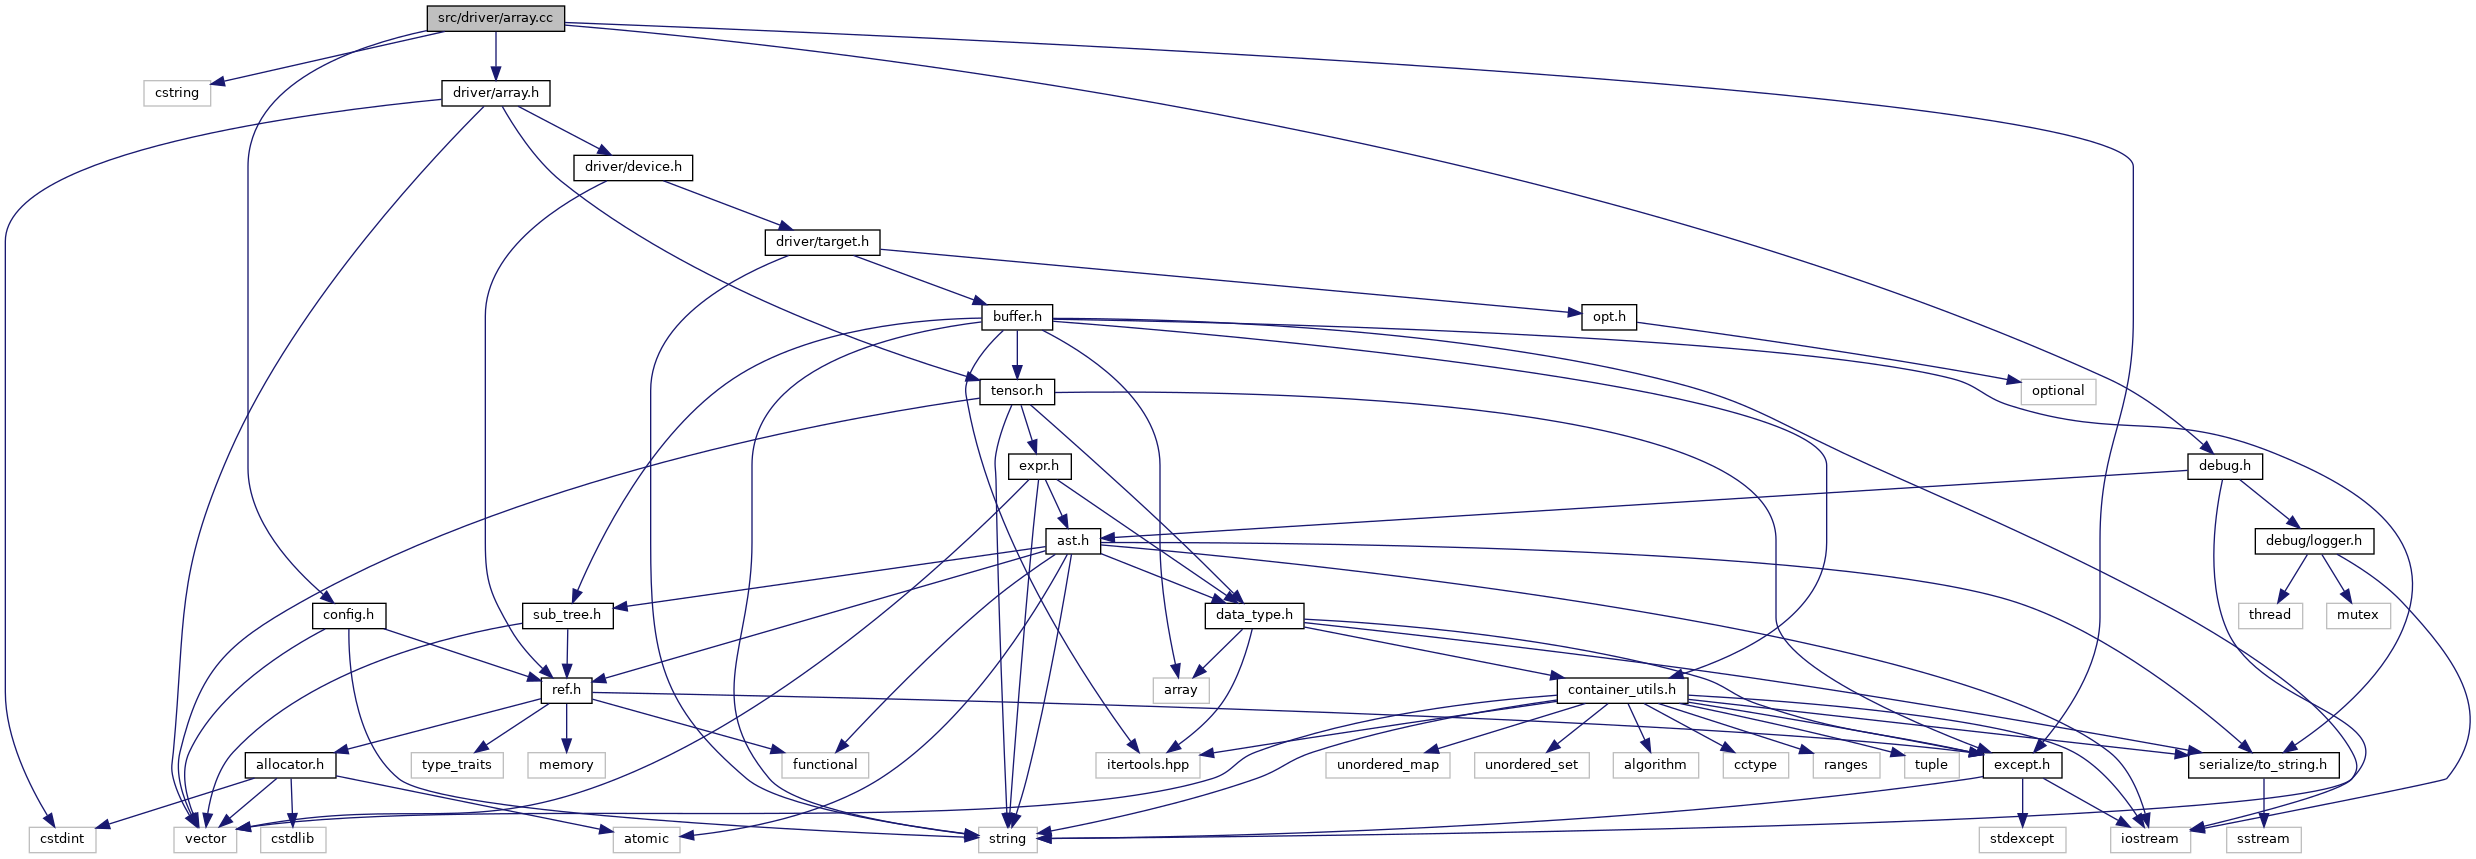 src/driver/array.cc
cstring
driver/array.h
driver/device.h
driver/target.h
buffer.h
opt.h
tensor.h
optional
expr.h
debug.h
ast.h
debug/logger.h
config.h
sub_tree.h
data_type.h
thread
mutex
ref.h
array
container_utils.h
allocator.h
type_traits
memory
functional
itertools.hpp
unordered_map
unordered_set
algorithm
cctype
ranges
tuple
except.h
serialize/to_string.h
cstdint
vector
cstdlib
atomic
string
stdexcept
iostream
sstream